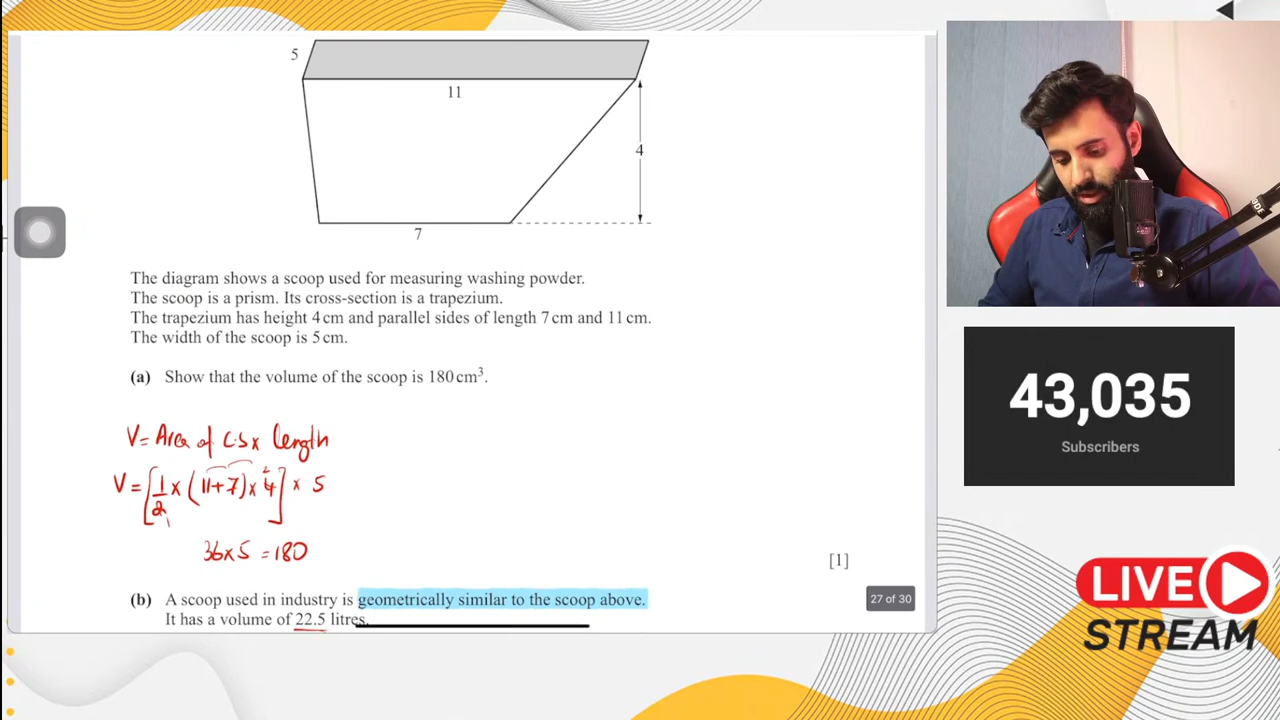 5
11
4
7
The diagram shows a scoop used for measuring washing powder.
The scoop is a prism. Its cross-section is a trapezium.
The trapezium has height 4 cm and parallel sides of length 7 cm and 11 cm.
The width of the scoop is 5 cm.
(a) Show that the volume of the scoop is 180 cm³.
V= Area of C.S x length
V = [1/2 x (11+7) x 4] x 5
36 x 5 = 180
[1]
(b) A scoop used in industry is geometrically similar to the scoop above.
It has a volume of 22.5 litres.
27 of 30
43,035
Subscribers
LIVE
STREAM